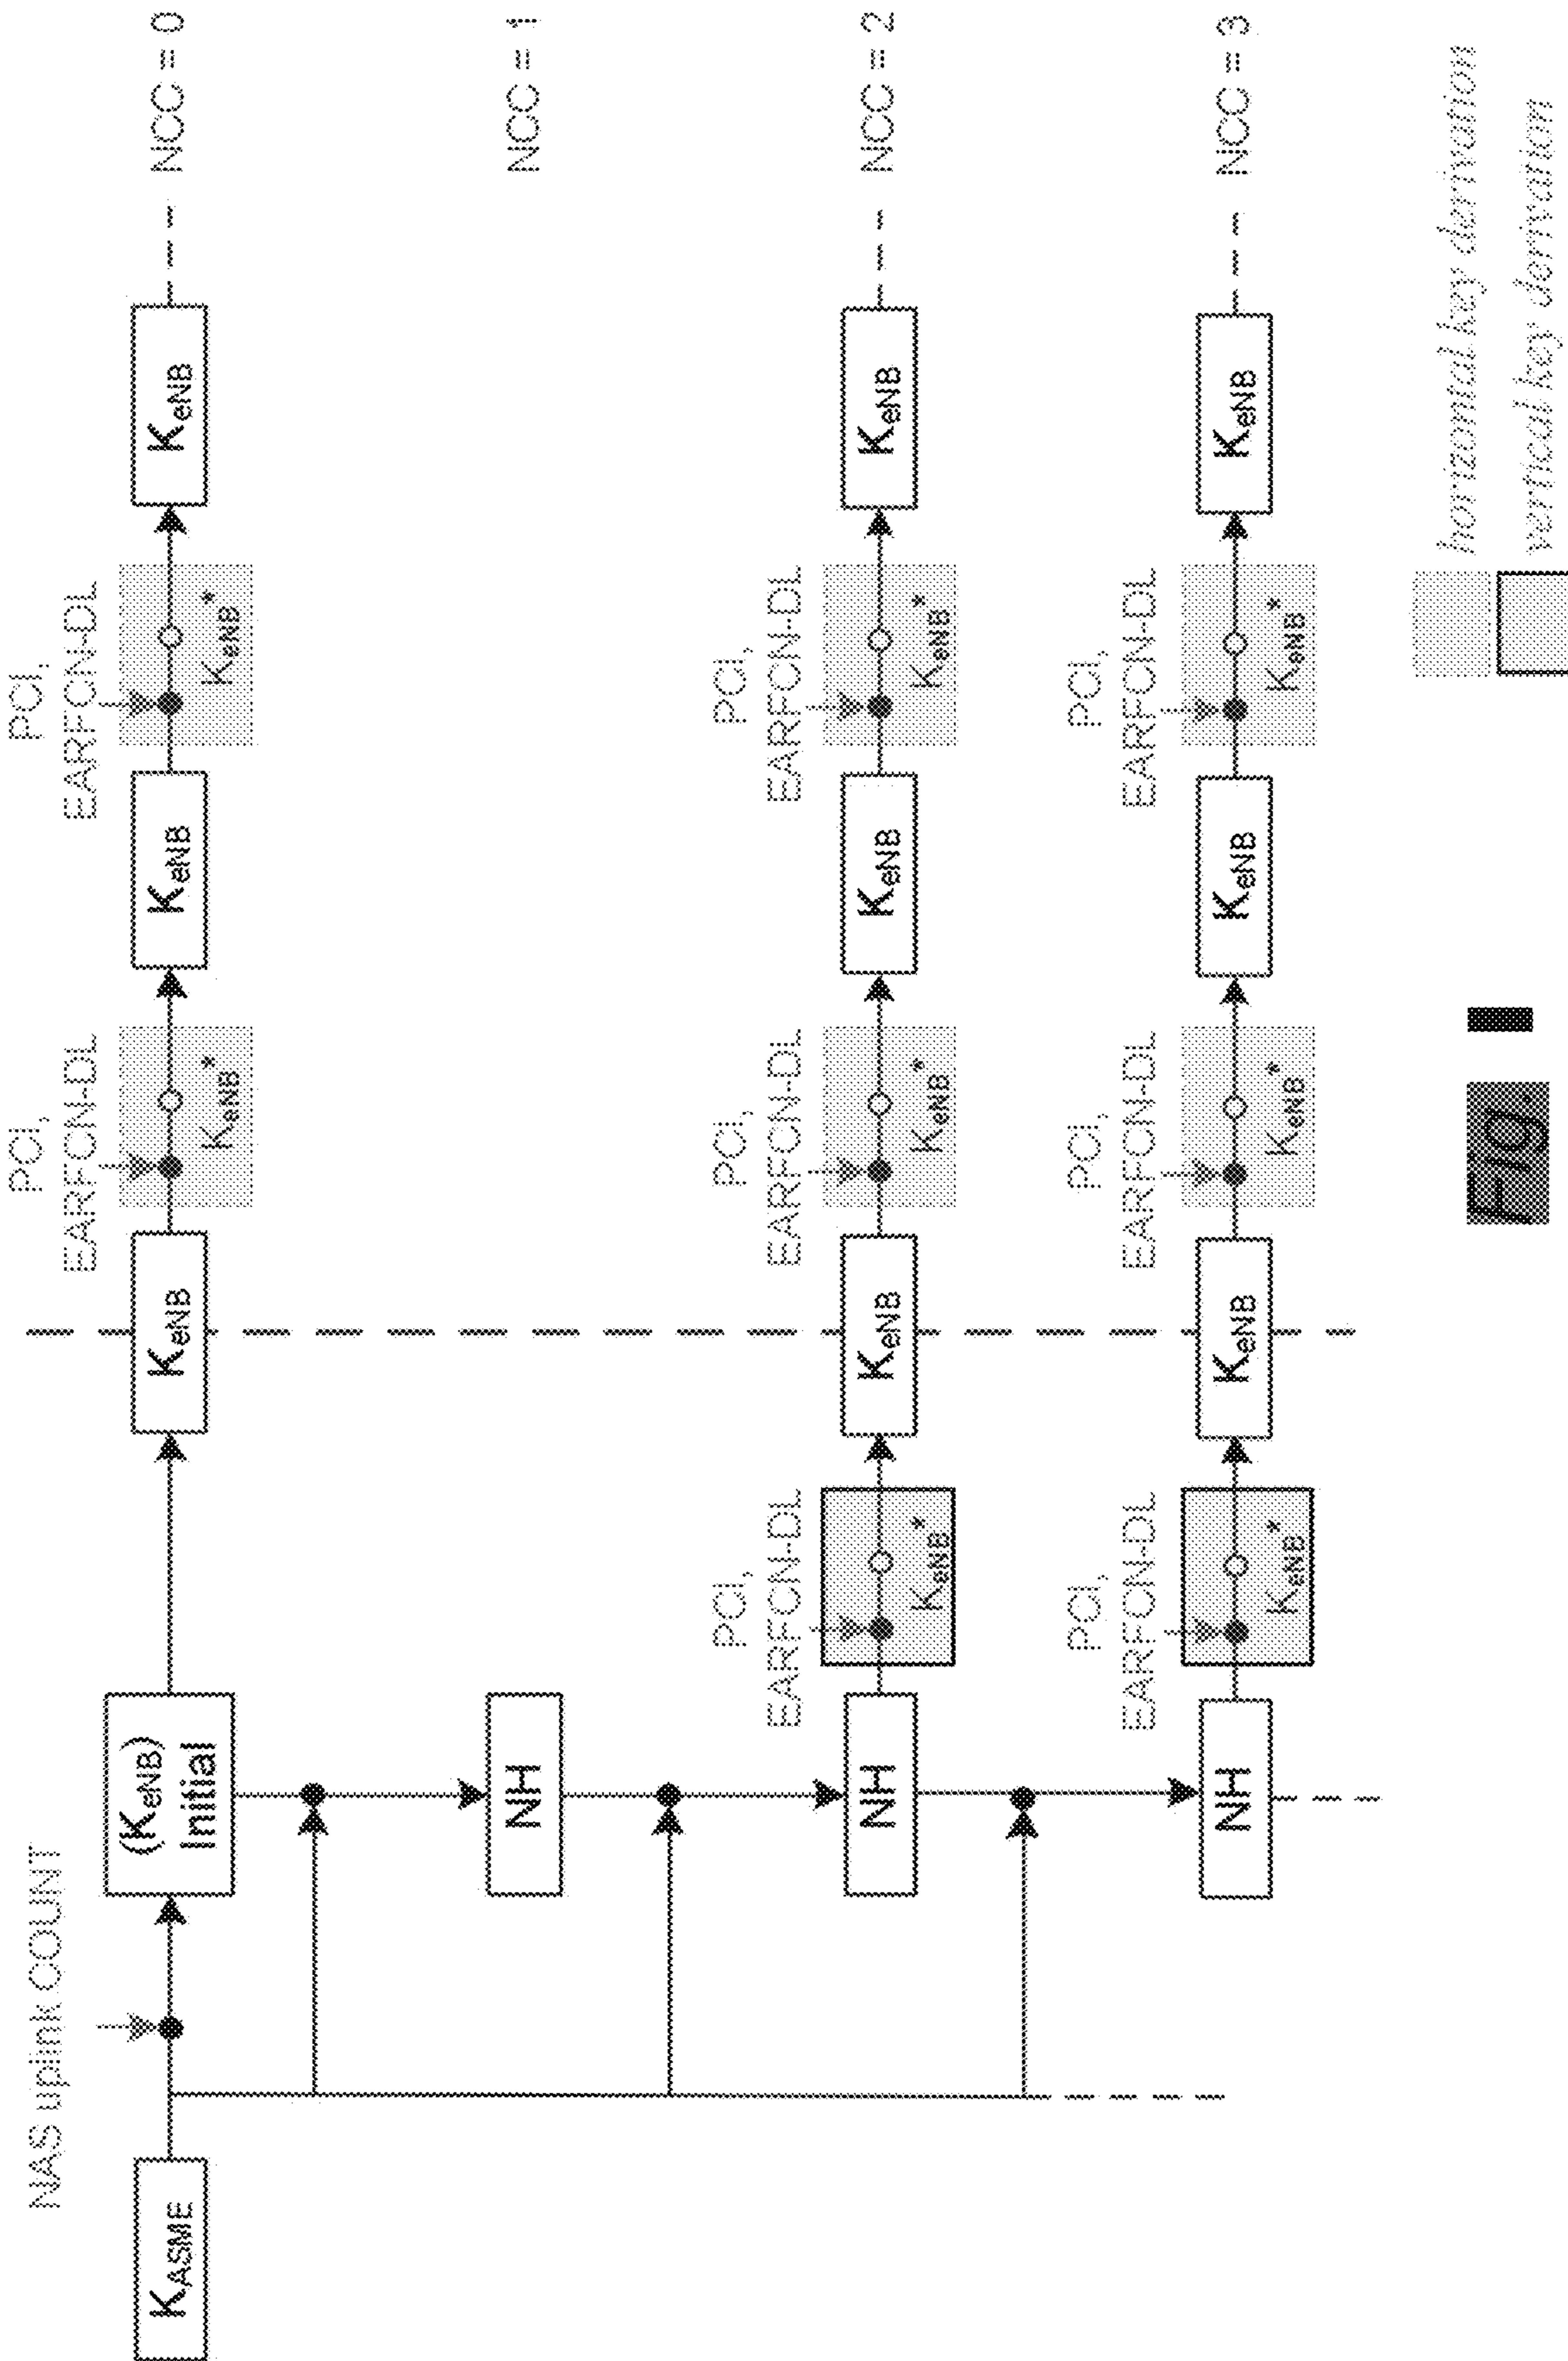 NAS uplink COUNT
PCI,
EARFCN-DL
PCI,
EARFCN-DL
KASME
(KeNB)
Initial
KeNB
KeNB*
KeNB
KeNB*
KeNB
NCC = 0
NH
NCC = 1
PCI,
EARFCN-DL
PCI,
EARFCN-DL
PCI,
EARFCN-DL
NH
KeNB*
KeNB
KeNB*
KeNB
KeNB*
KeNB
NCC = 2
PCI,
EARFCN-DL
PCI,
EARFCN-DL
PCI,
EARFCN-DL
NH
KeNB*
KeNB
KeNB*
KeNB
KeNB*
KeNB
NCC = 3
horizontal key derivation
vertical key derivation
Fig. 1